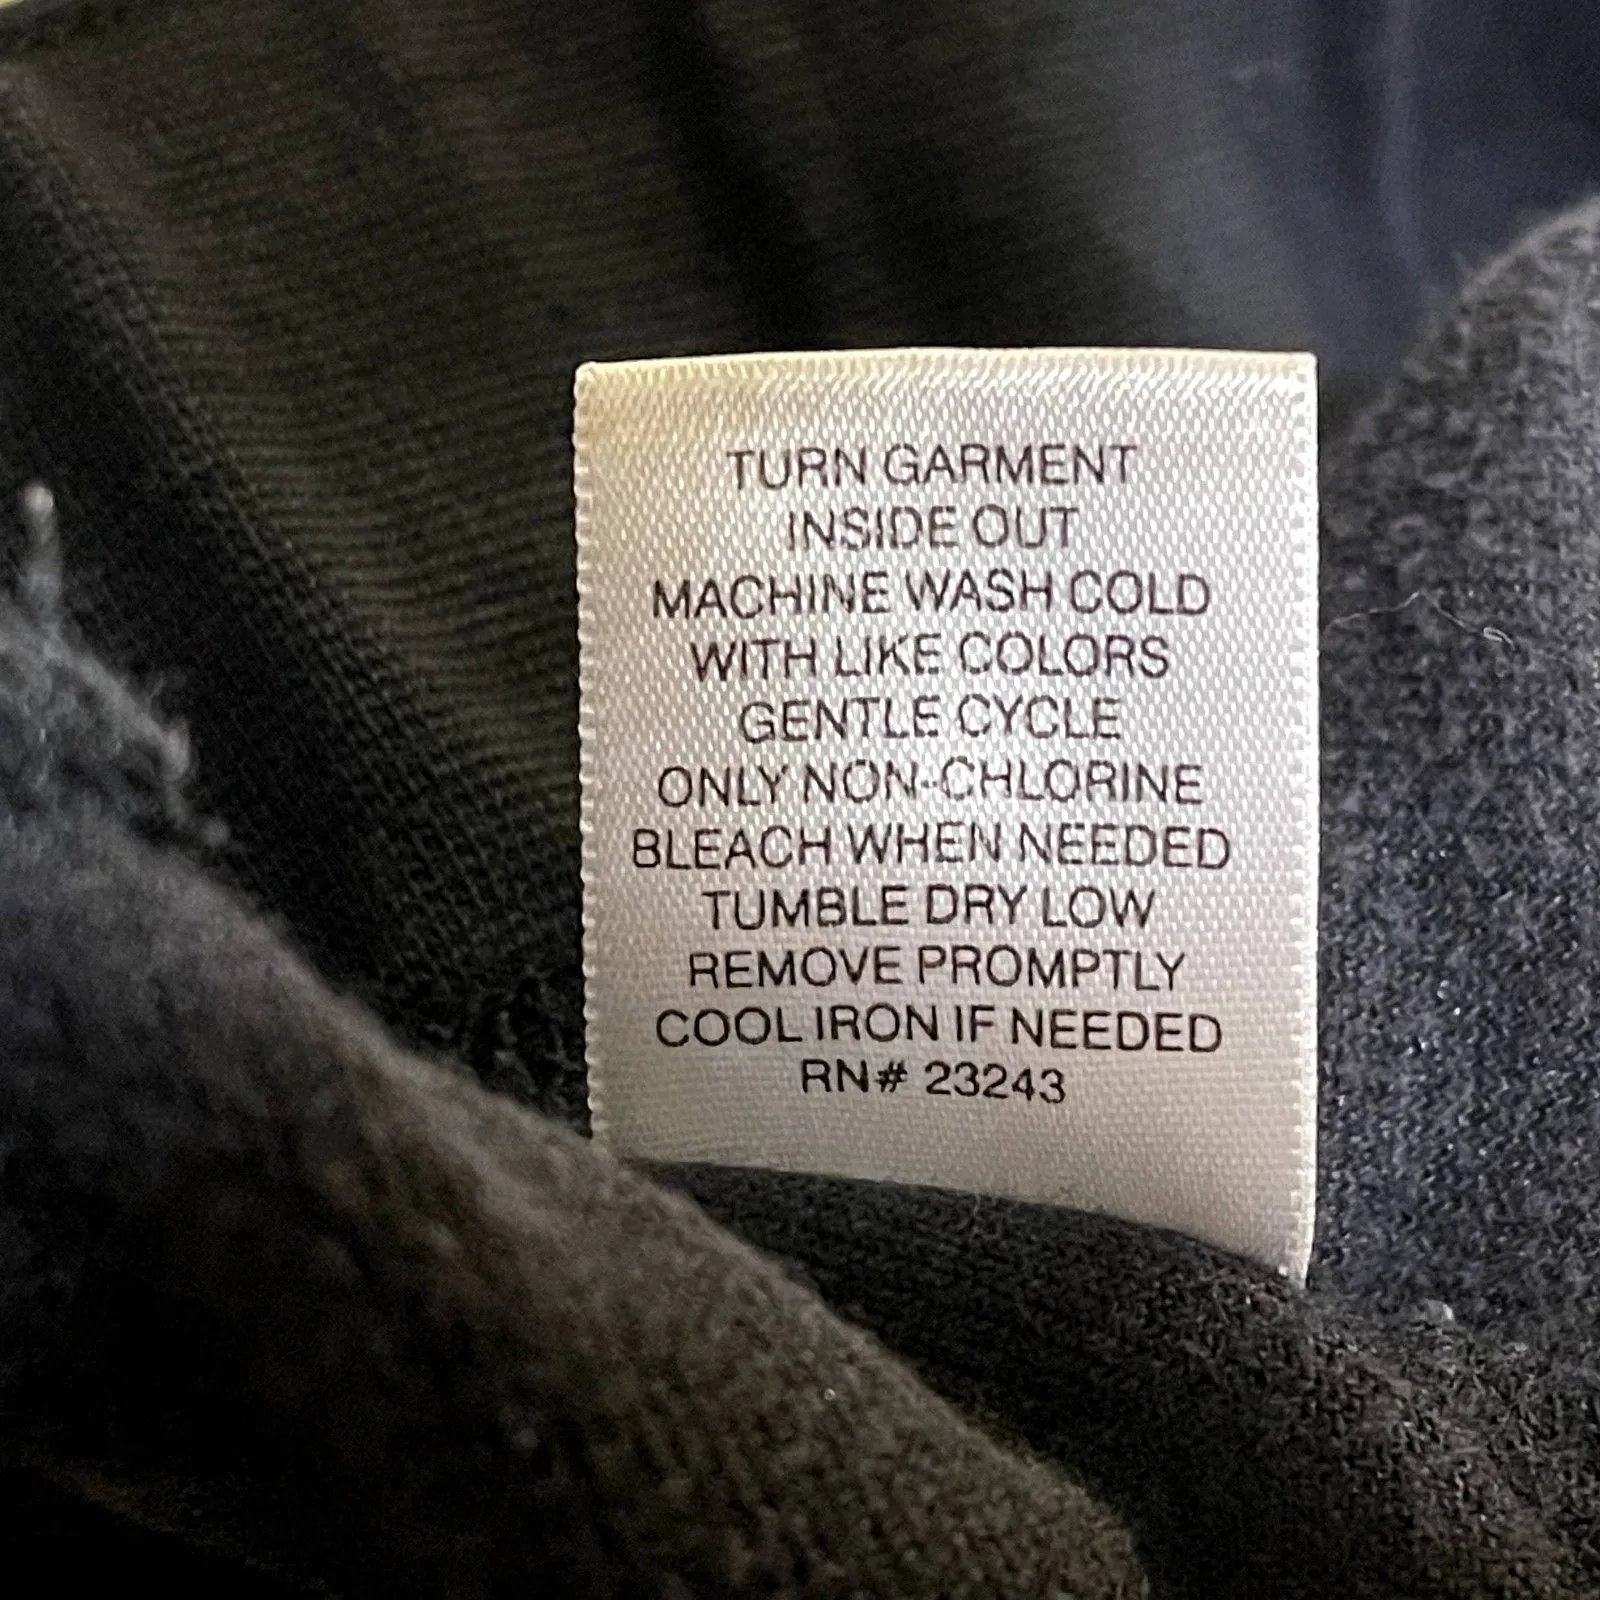 TURN GARMENT
INSIDE OUT
MACHINE WASH COLD
WITH LIKE COLORS
GENTLE CYCLE
ONLY NON-CHLORINE
BLEACH WHEN NEEDED
TUMBLE DRY LOW
REMOVE PROMPTLY
COOL IRON IF NEEDED
RN# 23243